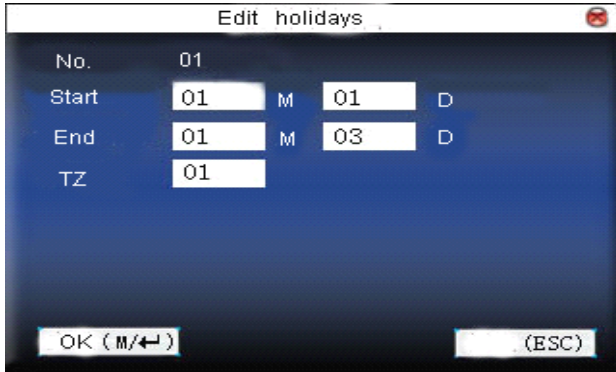 Edit holidays
No. 01
Start 01 M 01 D
End 01 M 03 D
TZ 01
OK (M/↵) (ESC)